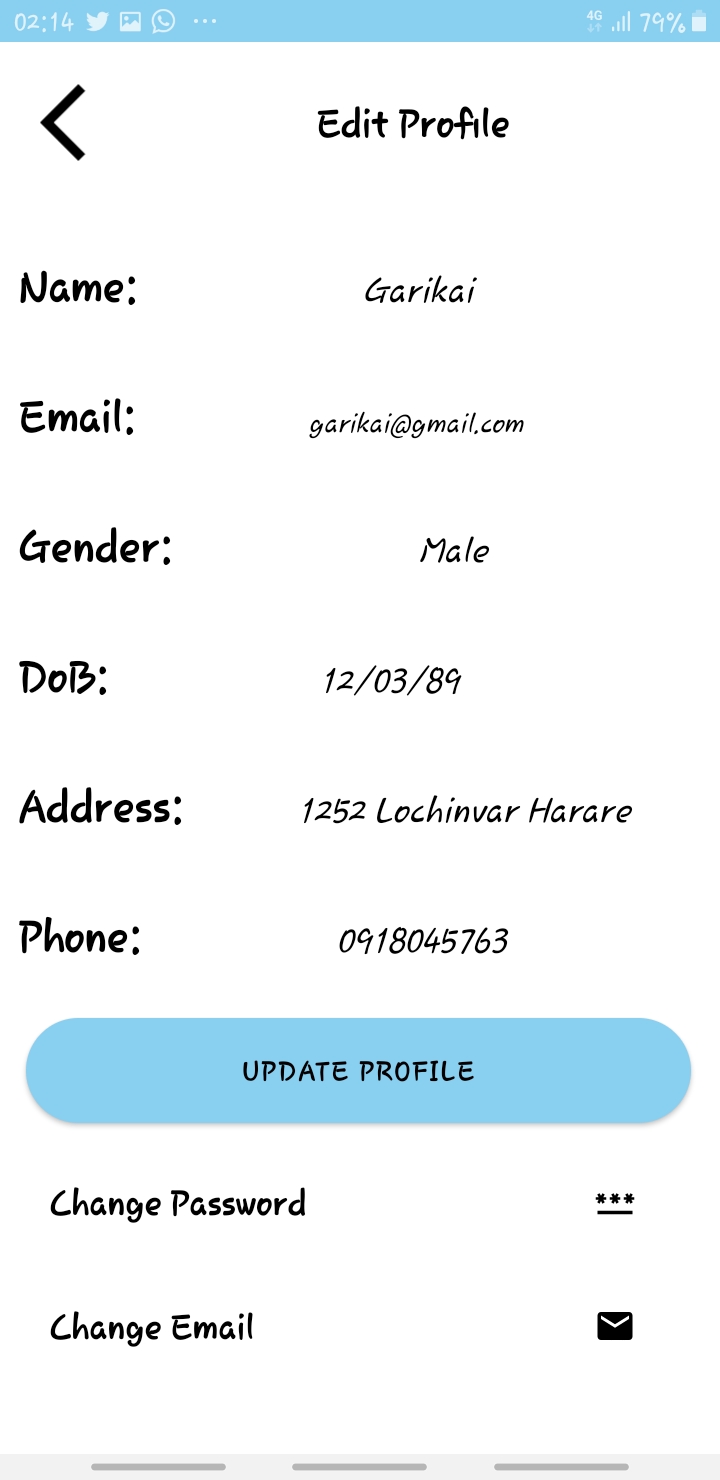 02:14 ... 4G 79%
Edit Profile
Name: Garikai
Email: garikai@gmail.com
Gender: Male
DoB: 12/03/89
Address: 1252 Lochinvar Harare
Phone: 0918045763
UPDATE PROFILE
Change Password ***
Change Email